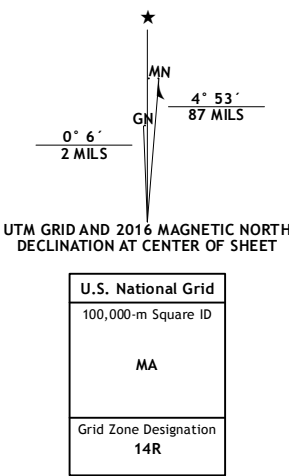 ★
MN
4° 53´
87 MILS
GN
0° 6´
2 MILS
UTM GRID AND 2016 MAGNETIC NORTH
DECLINATION AT CENTER OF SHEET
U.S. National Grid
100,000-m Square ID
MA
Grid Zone Designation
14R